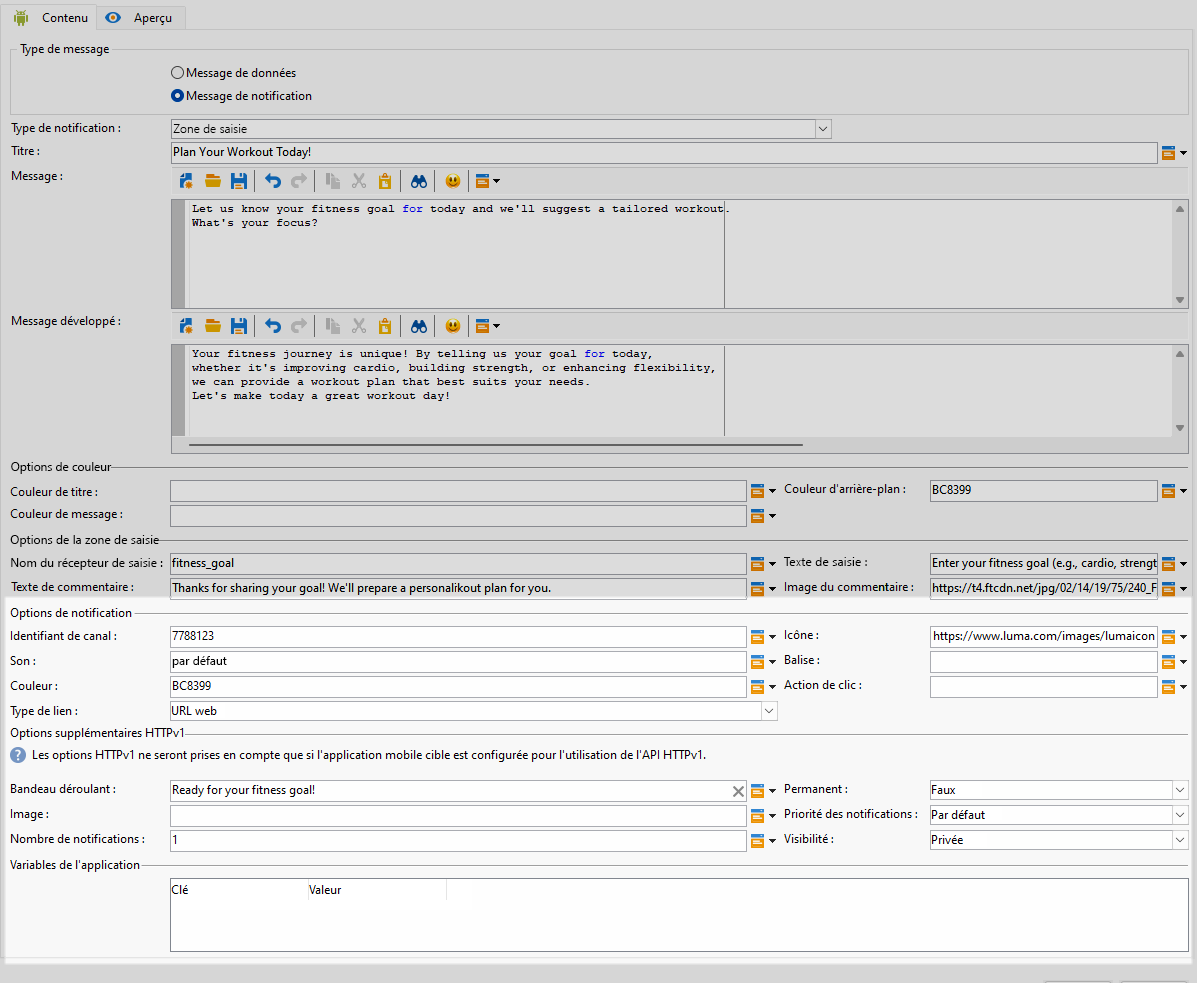 Contenu Aperçu
Type de message
Message de données
Message de notification
Type de notification : Zone de saisie
Titre : Plan Your Workout Today!
Message :
Let us know your fitness goal for today and we'll suggest a tailored workout.
What's your focus?
Message développé :
Your fitness journey is unique! By telling us your goal for today,
whether it's improving cardio, building strength, or enhancing flexibility,
we can provide a workout plan that best suits your needs.
Let's make today a great workout day!
Options de couleur
Couleur de titre : Couleur d'arrière-plan : BC8399
Couleur de message :
Options de la zone de saisie
Nom du récepteur de saisie : fitness_goal Texte de saisie : Enter your fitness goal (e.g., cardio, strengt
Texte de commentaire : Thanks for sharing your goal! We'll prepare a personalikout plan for you. Image du commentaire : https://t4.ftcdn.net/jpg/02/14/19/75/240_F
Options de notification
Identifiant de canal : 7788123 Icône : https://www.luma.com/images/lumaicon
Son : par défaut Balise :
Couleur : BC8399 Action de clic :
Type de lien : URL web
Options supplémentaires HTTPv1
Les options HTTPv1 ne seront prises en compte que si l'application mobile cible est configurée pour l'utilisation de l'API HTTPv1.
Bandeau déroulant : Ready for your fitness goal! Permanent : Faux
Image : Priorité des notifications : Par défaut
Nombre de notifications : 1 Visibilité : Privée
Variables de l'application
Clé Valeur